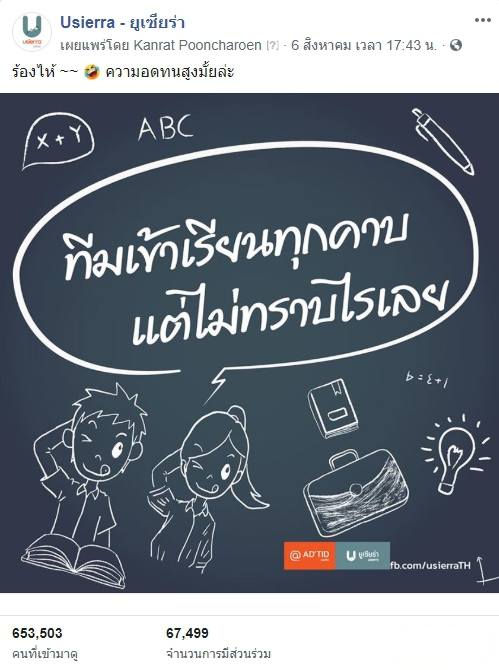 Usierra - ยูเซียร่า
เผยแพร่โดย Kanrat Pooncharoen [?] · 6 สิงหาคม เวลา 17:43 น. ·
ร้องไห้ ~~ 🤣 ความอดทนสูงมั้ยล่ะ
X + Y
ABC
ทีมเข้าเรียนทุกคาบ
แต่ไม่ทราบไรเลย
@ AD'TID
U ยูเซียร่า
fb.com/usierraTH
653,503
67,499
คนที่เข้ามาดู
จำนวนการมีส่วนร่วม